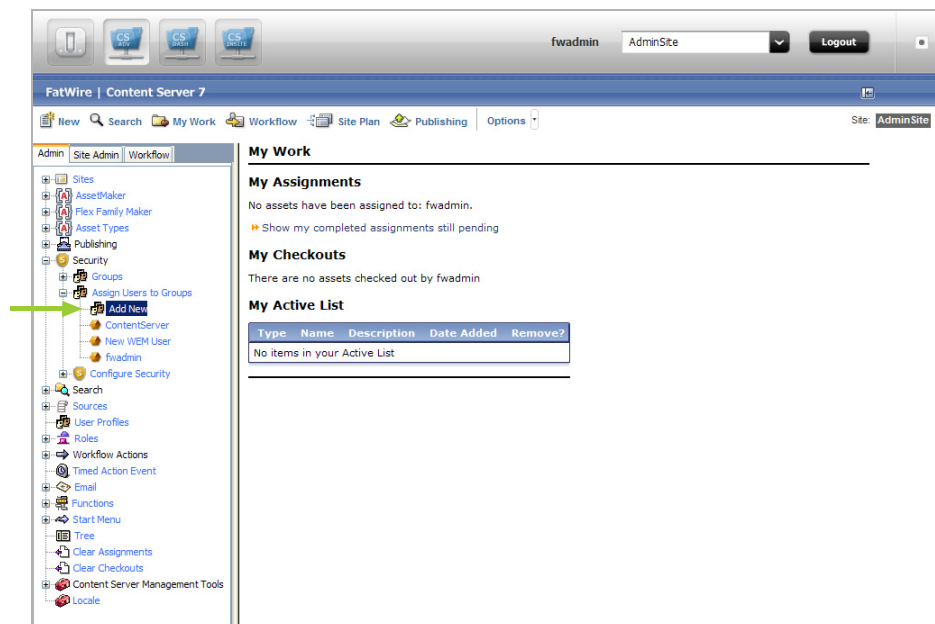 CS
ADV
CS
DASH
CS
INSITE
fwadmin
AdminSite
Logout
FatWire | Content Server 7
New
Search
My Work
Workflow
Site Plan
Publishing
Options
Site: AdminSite
Admin
Site Admin
Workflow
Sites
AssetMaker
Flex Family Maker
Asset Types
Publishing
Security
Groups
Assign Users to Groups
Add New
ContentServer
New WEM User
fwadmin
Configure Security
Search
Sources
User Profiles
Roles
Workflow Actions
Timed Action Event
Email
Functions
Start Menu
Tree
Clear Assignments
Clear Checkouts
Content Server Management Tools
Locale
My Work
My Assignments
No assets have been assigned to: fwadmin.
Show my completed assignments still pending
My Checkouts
There are no assets checked out by fwadmin
My Active List
Type Name Description Date Added Remove?
No items in your Active List